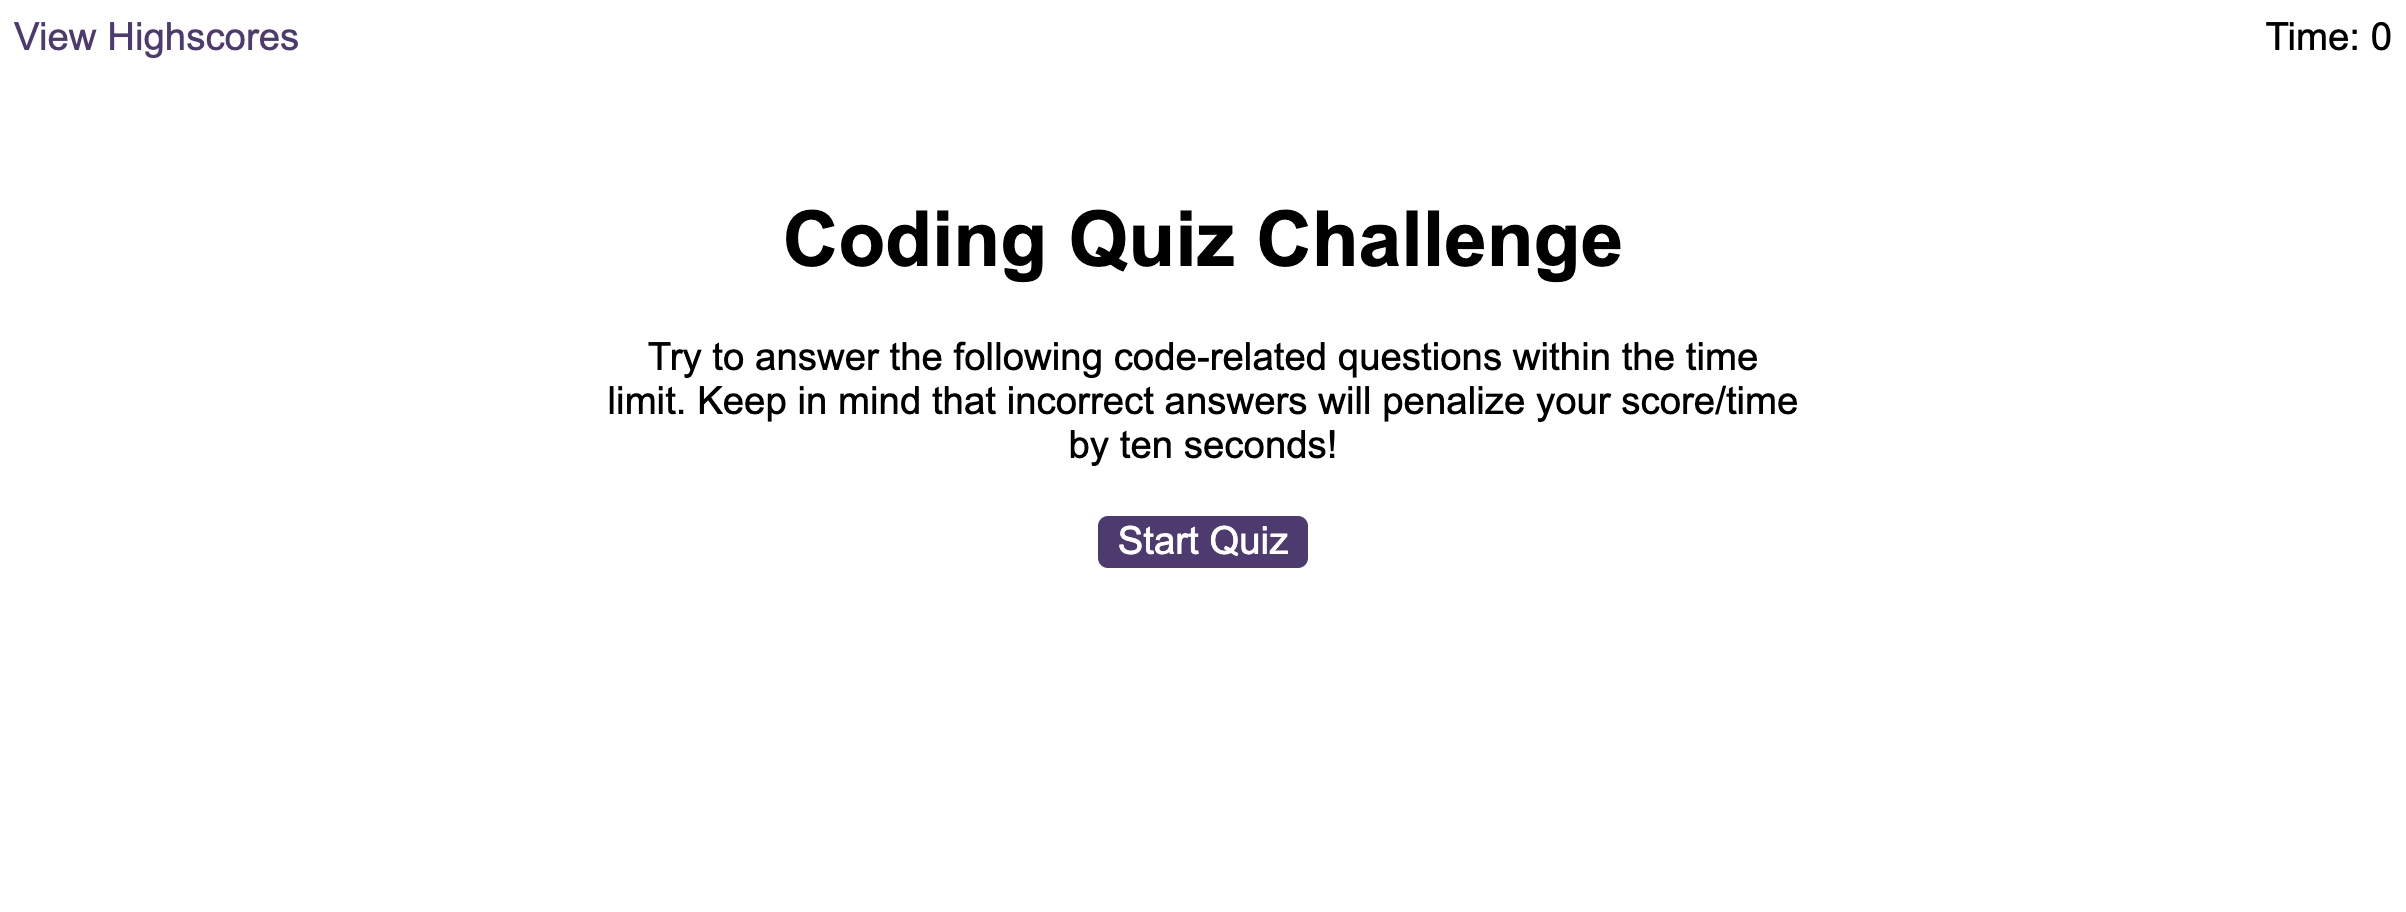 View Highscores
Time: 0
Coding Quiz Challenge
Try to answer the following code-related questions within the time
limit. Keep in mind that incorrect answers will penalize your score/time
by ten seconds!
Start Quiz